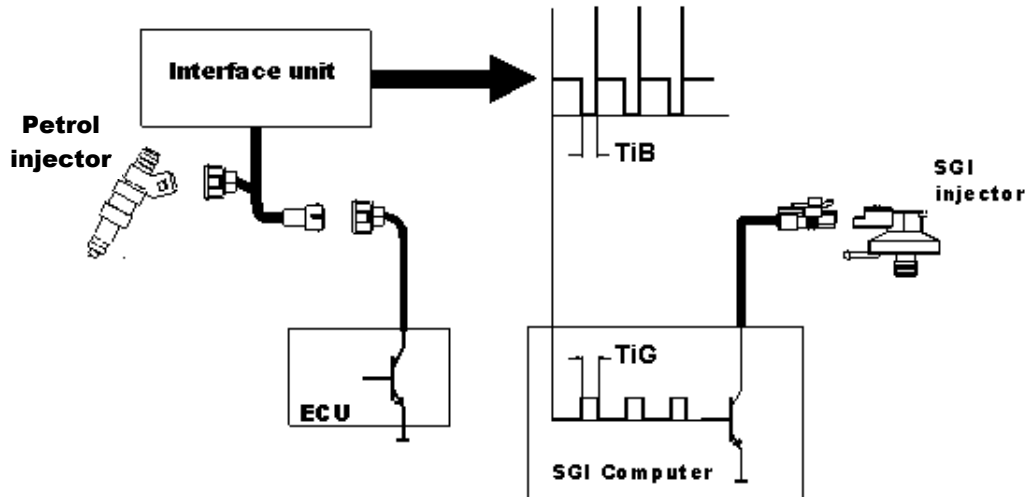 Interface unit
Petrol
injector
TiB
SGI
injector
TiG
ECU
SGI Computer